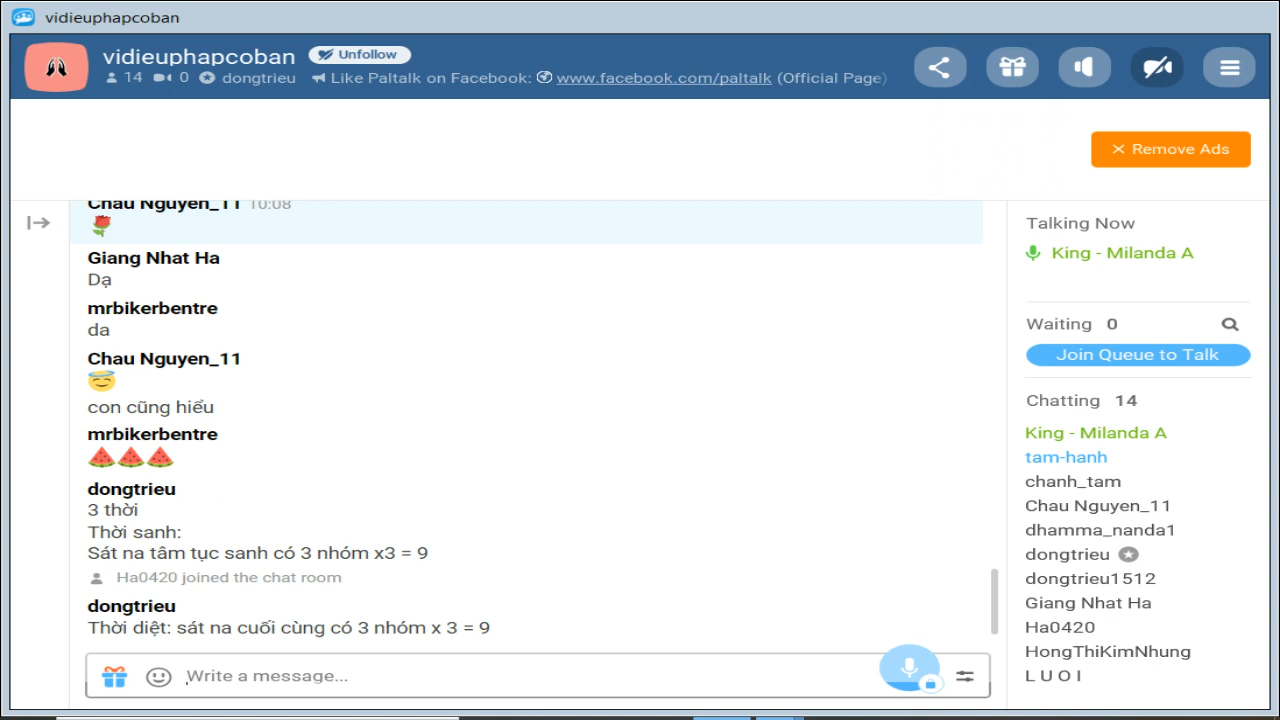 vidieuphapcoban
vidieuphapcoban Unfollow
14 0 dongtrieu Like Paltalk on Facebook: www.facebook.com/paltalk (Official Page)
Remove Ads
Chau Nguyen_11 10:08
Giang Nhat Ha
Dạ
mrbikerbentre
da
Chau Nguyen_11
con cũng hiểu
mrbikerbentre
dongtrieu
3 thời
Thời sanh:
Sát na tâm tục sanh có 3 nhóm x3 = 9
Ha0420 joined the chat room
dongtrieu
Thời diệt: sát na cuối cùng có 3 nhóm x 3 = 9
Write a message...
Talking Now
King - Milanda A
Waiting 0
Join Queue to Talk
Chatting 14
King - Milanda A
tam-hanh
chanh_tam
Chau Nguyen_11
dhamma_nanda1
dongtrieu
dongtrieu1512
Giang Nhat Ha
Ha0420
HongThiKimNhung
L U O I